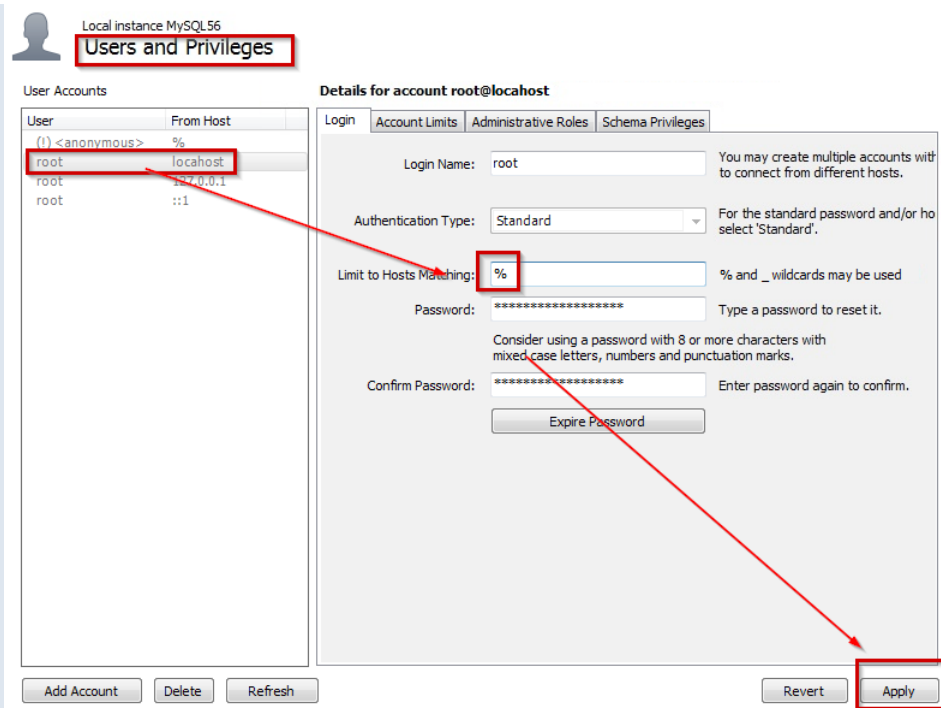 Local instance MySQL56
Users and Privileges
User Accounts
User From Host
(!) <anonymous> %
root locahost
root 127.0.0.1
root ::1
Details for account root@locahost
Login Account Limits Administrative Roles Schema Privileges
Login Name: root You may create multiple accounts with
to connect from different hosts.
Authentication Type: Standard For the standard password and/or ho
select 'Standard'.
Limit to Hosts Matching: % % and _ wildcards may be used
Password: ****************** Type a password to reset it.
Consider using a password with 8 or more characters with
mixed case letters, numbers and punctuation marks.
Confirm Password: ****************** Enter password again to confirm.
Expire Password
Add Account Delete Refresh Revert Apply